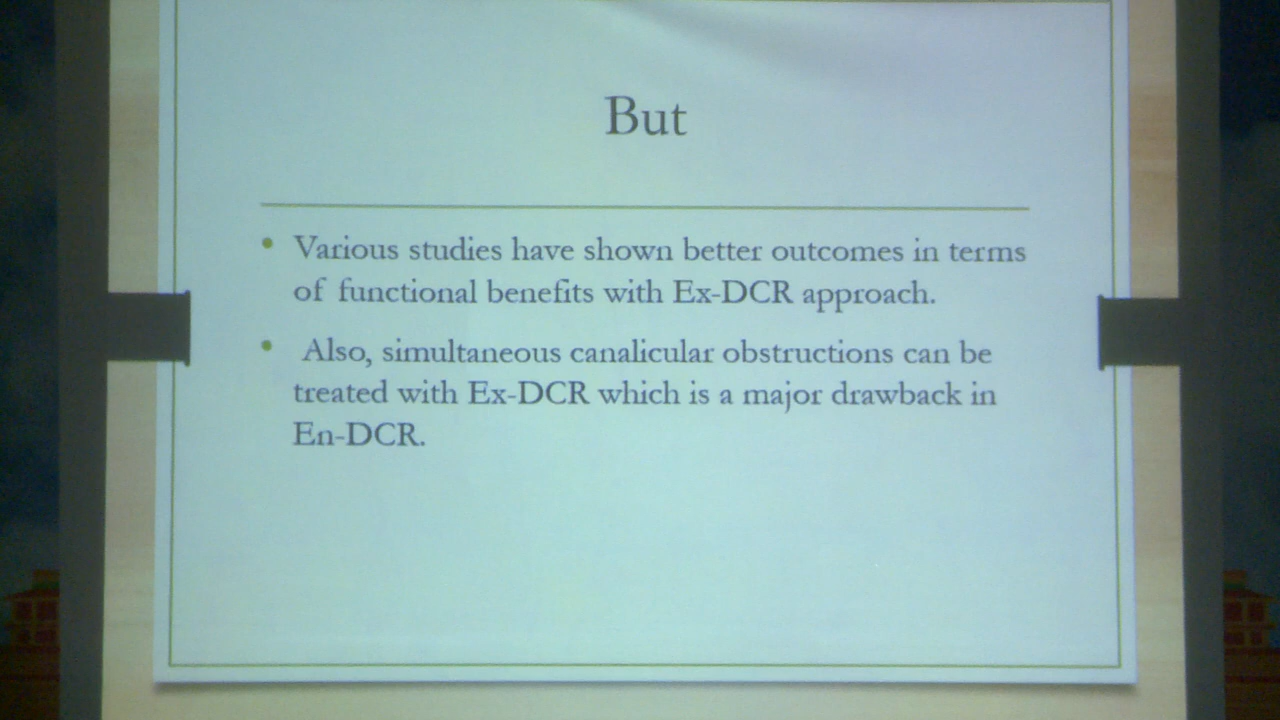 But
• Various studies have shown better outcomes in terms
of functional benefits with Ex-DCR approach.
• Also, simultaneous canalicular obstructions can be
treated with Ex-DCR which is a major drawback in
En-DCR.